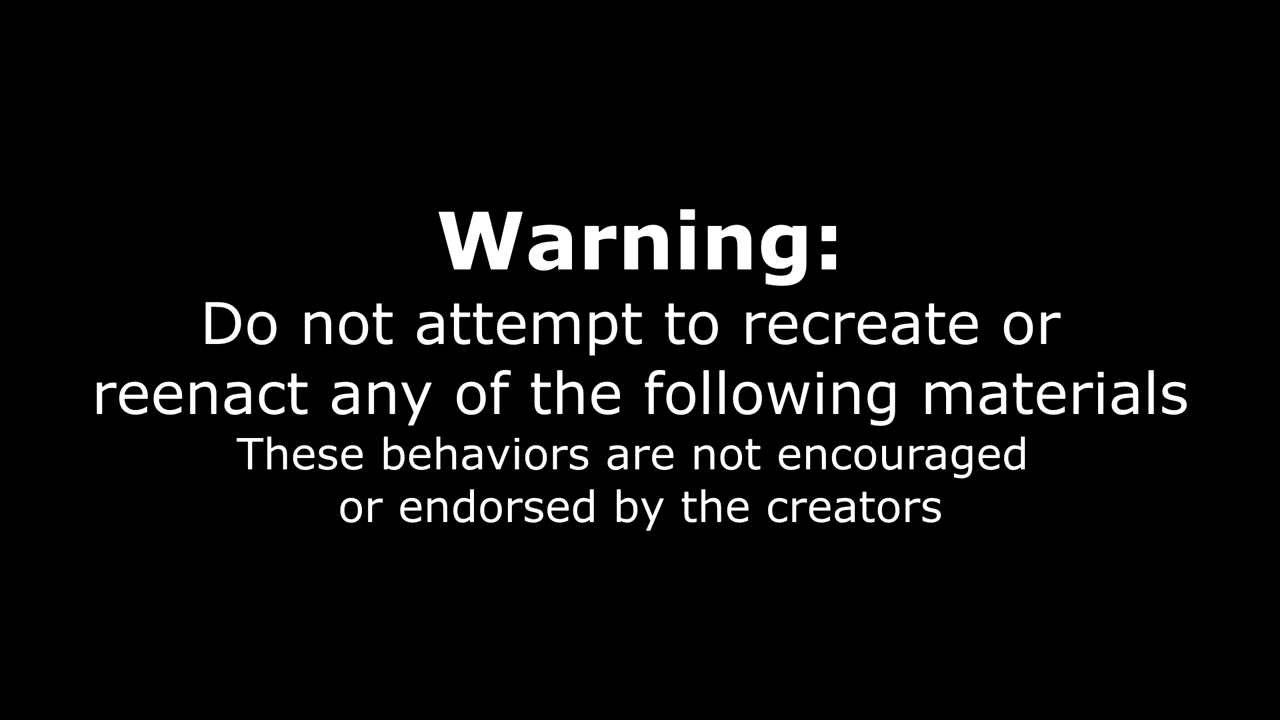 Warning:
Do not attempt to recreate or
reenact any of the following materials
These behaviors are not encouraged
or endorsed by the creators